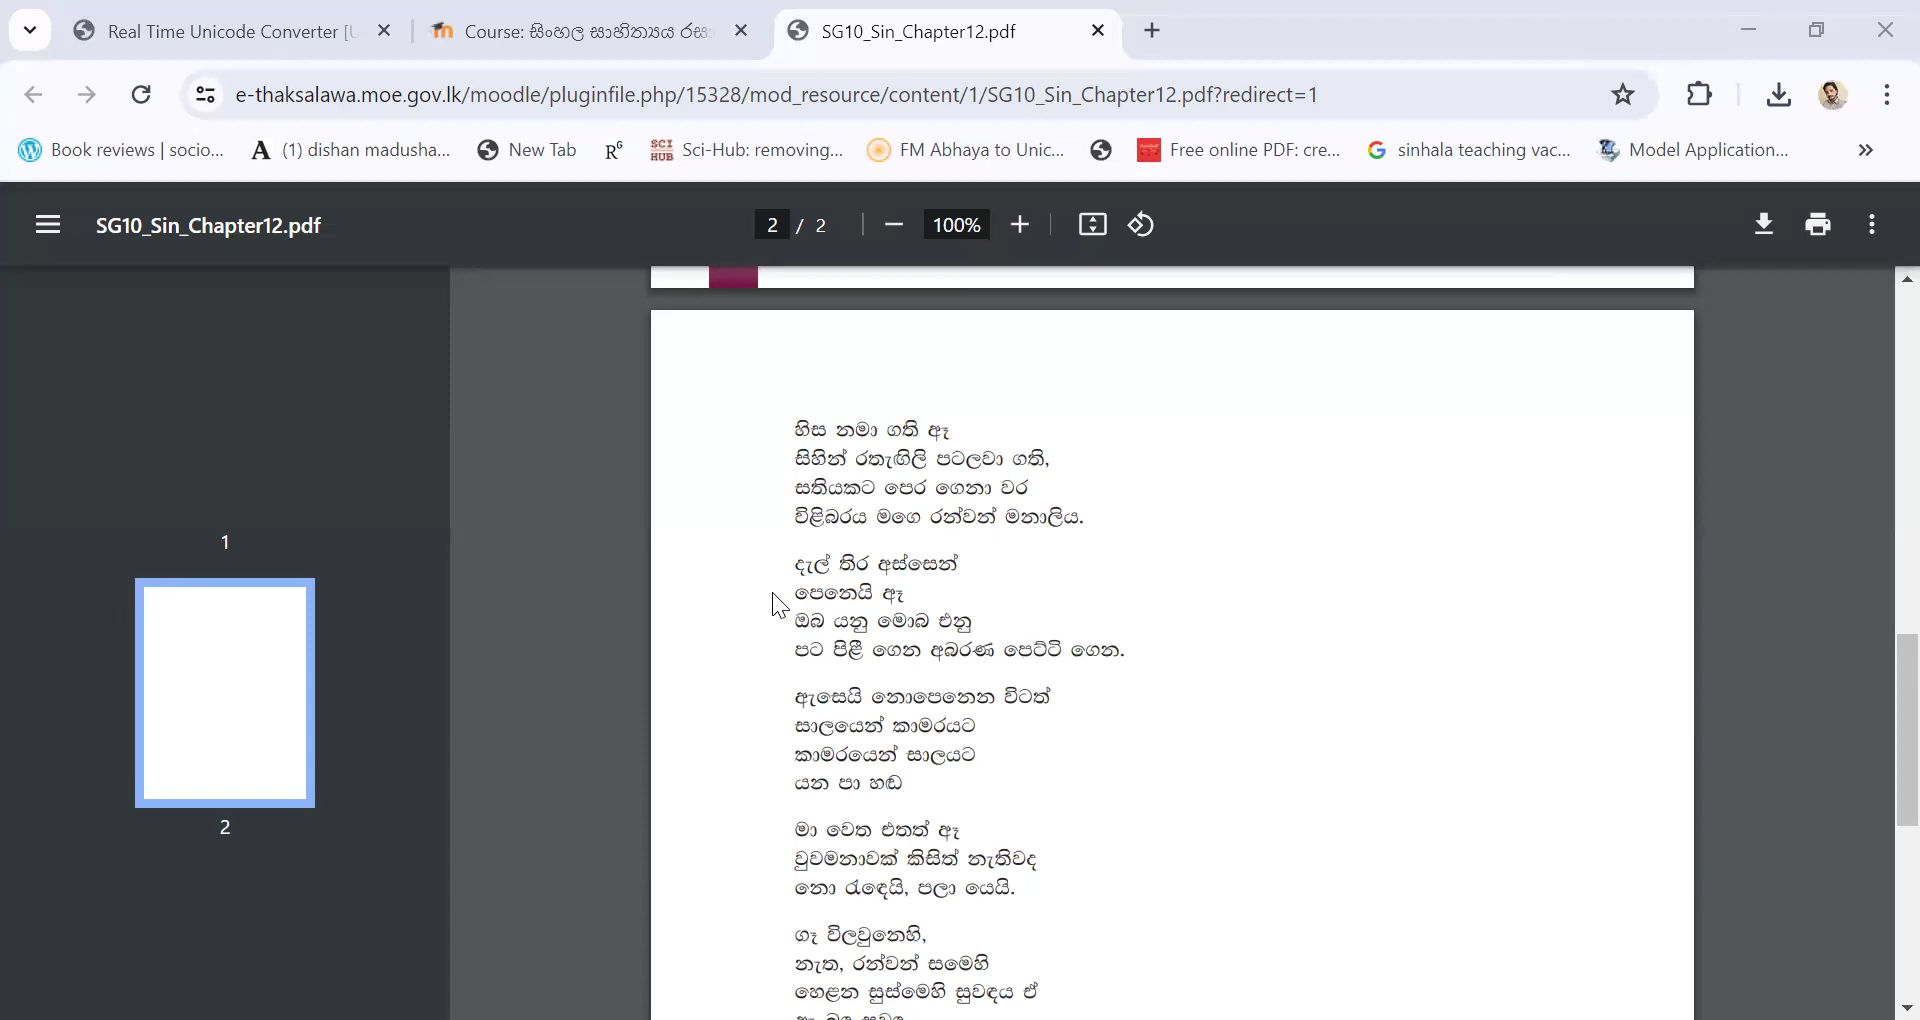 Real Time Unicode Converter [U
Course: සිංහල සාහිත්‍යය රස
SG10_Sin_Chapter12.pdf
e-thaksalawa.moe.gov.lk/moodle/pluginfile.php/15328/mod_resource/content/1/SG10_Sin_Chapter12.pdf?redirect=1
Book reviews | socio...
A (1) dishan madusha...
New Tab
RG
SCI HUB Sci-Hub: removing...
FM Abhaya to Unic...
Free online PDF: cre...
G sinhala teaching vac...
Model Application...
SG10_Sin_Chapter12.pdf
2 / 2
100%
1
2
හිස නමා ගති ඈ
සිහින් රතැඟිලි පටලවා ගති,
සතියකට පෙර ගෙනා වර
විළිබරය මගෙ රන්වන් මනාලිය.
දැල් තිර අස්සෙන්
පෙනෙයි ඈ
ඔබ යනු මොබ එනු
පට පිළී ගෙන අබරණ පෙට්ටි ගෙන.
ඇසෙයි නොපෙනෙන විටත්
සාලයෙන් කාමරයට
කාමරයෙන් සාලයට
යන පා හඬ
මා වෙත එතත් ඈ
වුවමනාවක් කිසිත් නැතිවද
නො රැඳෙයි, පලා යෙයි.
ගෑ විලවුනෙහි,
නැත, රන්වන් සමෙහි
හෙළන සුස්මෙහි සුවඳය ඒ